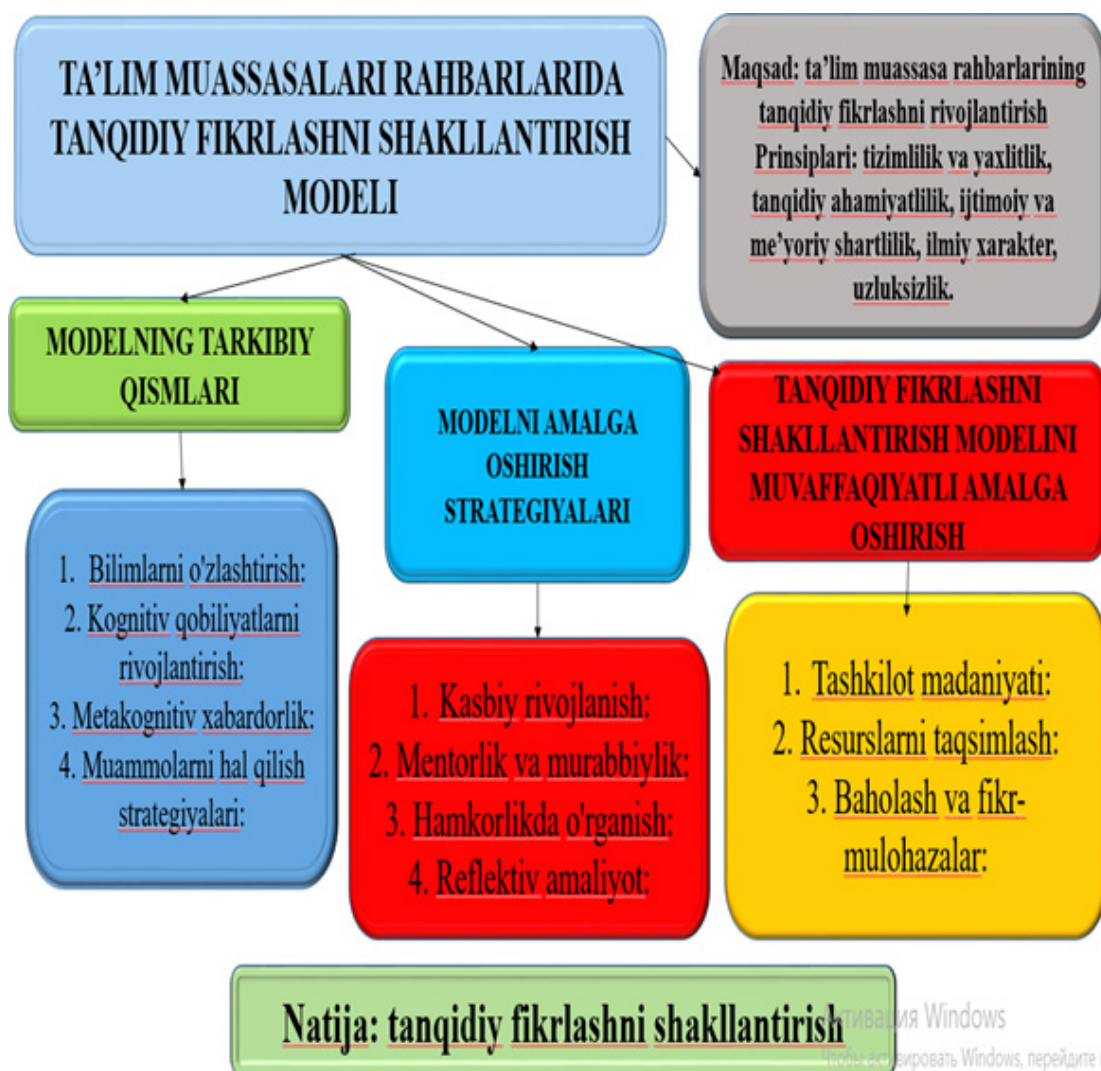 TA’LIM MUASSASALARI RAHBARLARIDA
TANQIDIY FIKRLASHNI SHAKLLANTIRISH
MODELI
Maqsad: ta’lim muassasa rahbarlarining
tanqidiy fikrlashni rivojlantirish
Prinsiplari: tizimlilik va yaxlitlik,
tanqidiy ahamiyatlilik, ijtimoiy va
me’yoriy shartlilik, ilmiy xarakter,
uzluksizlik.
MODELNING TARKIBIY
QISMLARI
1. Bilimlarni o'zlashtirish:
2. Kognitiv qobiliyatlarni
rivojlantirish:
3. Metakognitiv xabardorlik:
4. Muammolarni hal qilish
strategiyalari:
MODELNI AMALGA
OSHIRISH
STRATEGIYALARI
1. Kasbiy rivojlanish:
2. Mentorlik va murabbiylik:
3. Hamkorlikda o'rganish:
4. Reflektiv amaliyot:
TANQIDIY FIKRLASHNI
SHAKLLANTIRISH MODELINI
MUVAFFAQIYATLI AMALGA
OSHIRISH
1. Tashkilot madaniyati:
2. Resurslarni taqsimlash:
3. Baholash va fikr-
mulohazalar:
Natija: tanqidiy fikrlashni shakllantirish
Активация Windows
Чтобы активировать Windows, перейдите